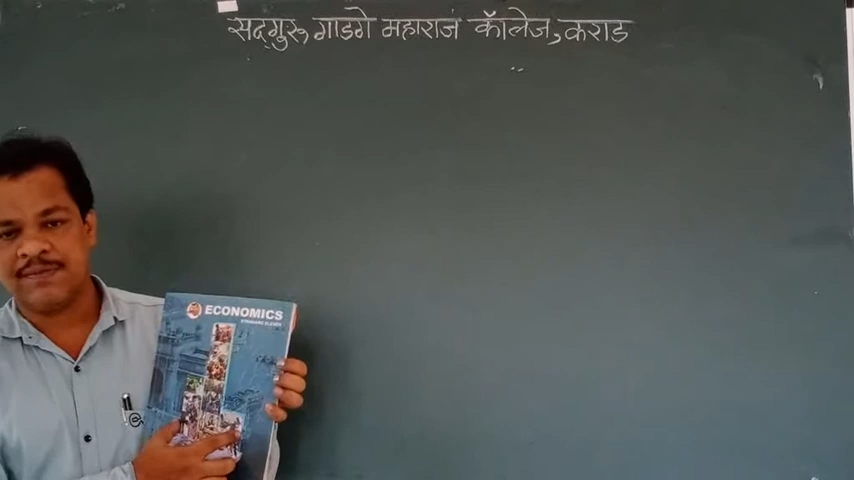 सद्गुरू गाडगे महाराज कॉलेज, कराड
ECONOMICS
STANDARD ELEVEN